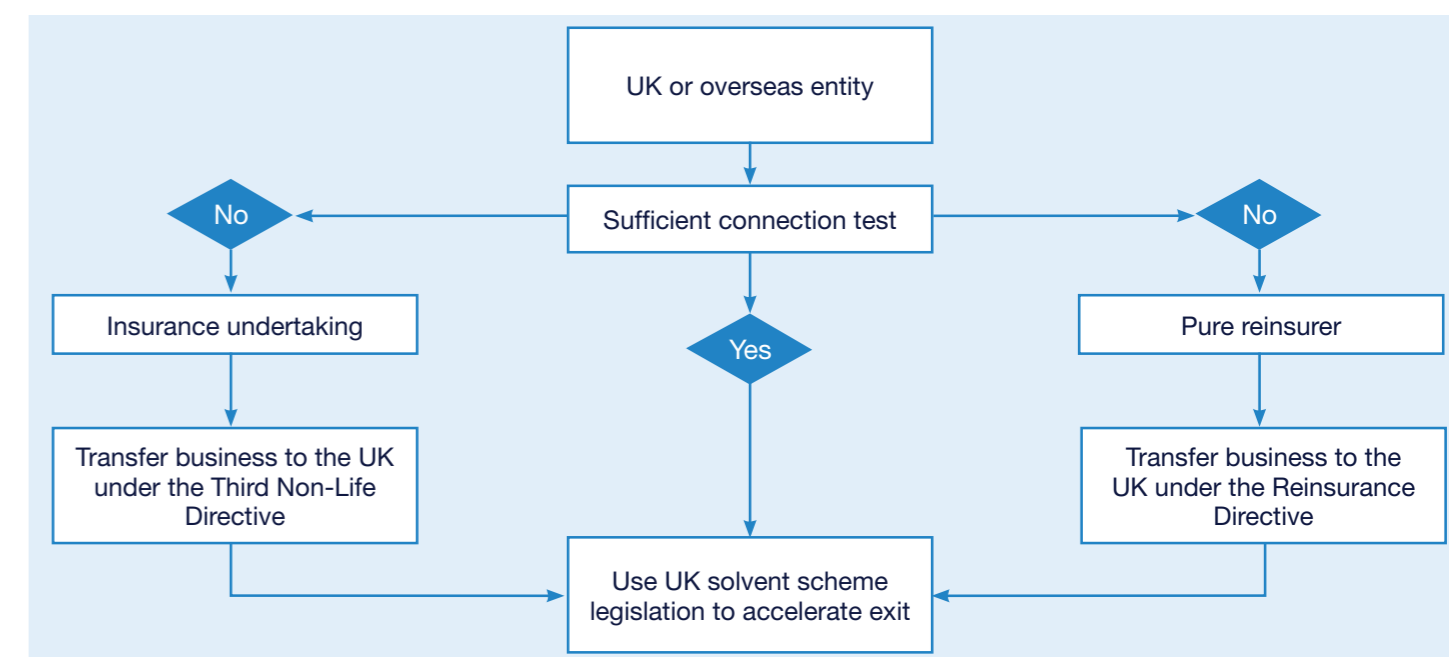 UK or overseas entity
No
Sufficient connection test
No
Insurance undertaking
Yes
Pure reinsurer
Transfer business to the UK
under the Third Non-Life
Directive
Transfer business to the
UK under the Reinsurance
Directive
Use UK solvent scheme
legislation to accelerate exit